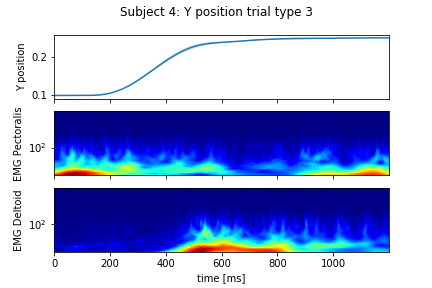 Subject 4: Y position trial type 3
0.2
0.1
Y position
10²
EMG Pectoralis
10²
EMG Deltoid
0 200 400 600 800 1000
time [ms]